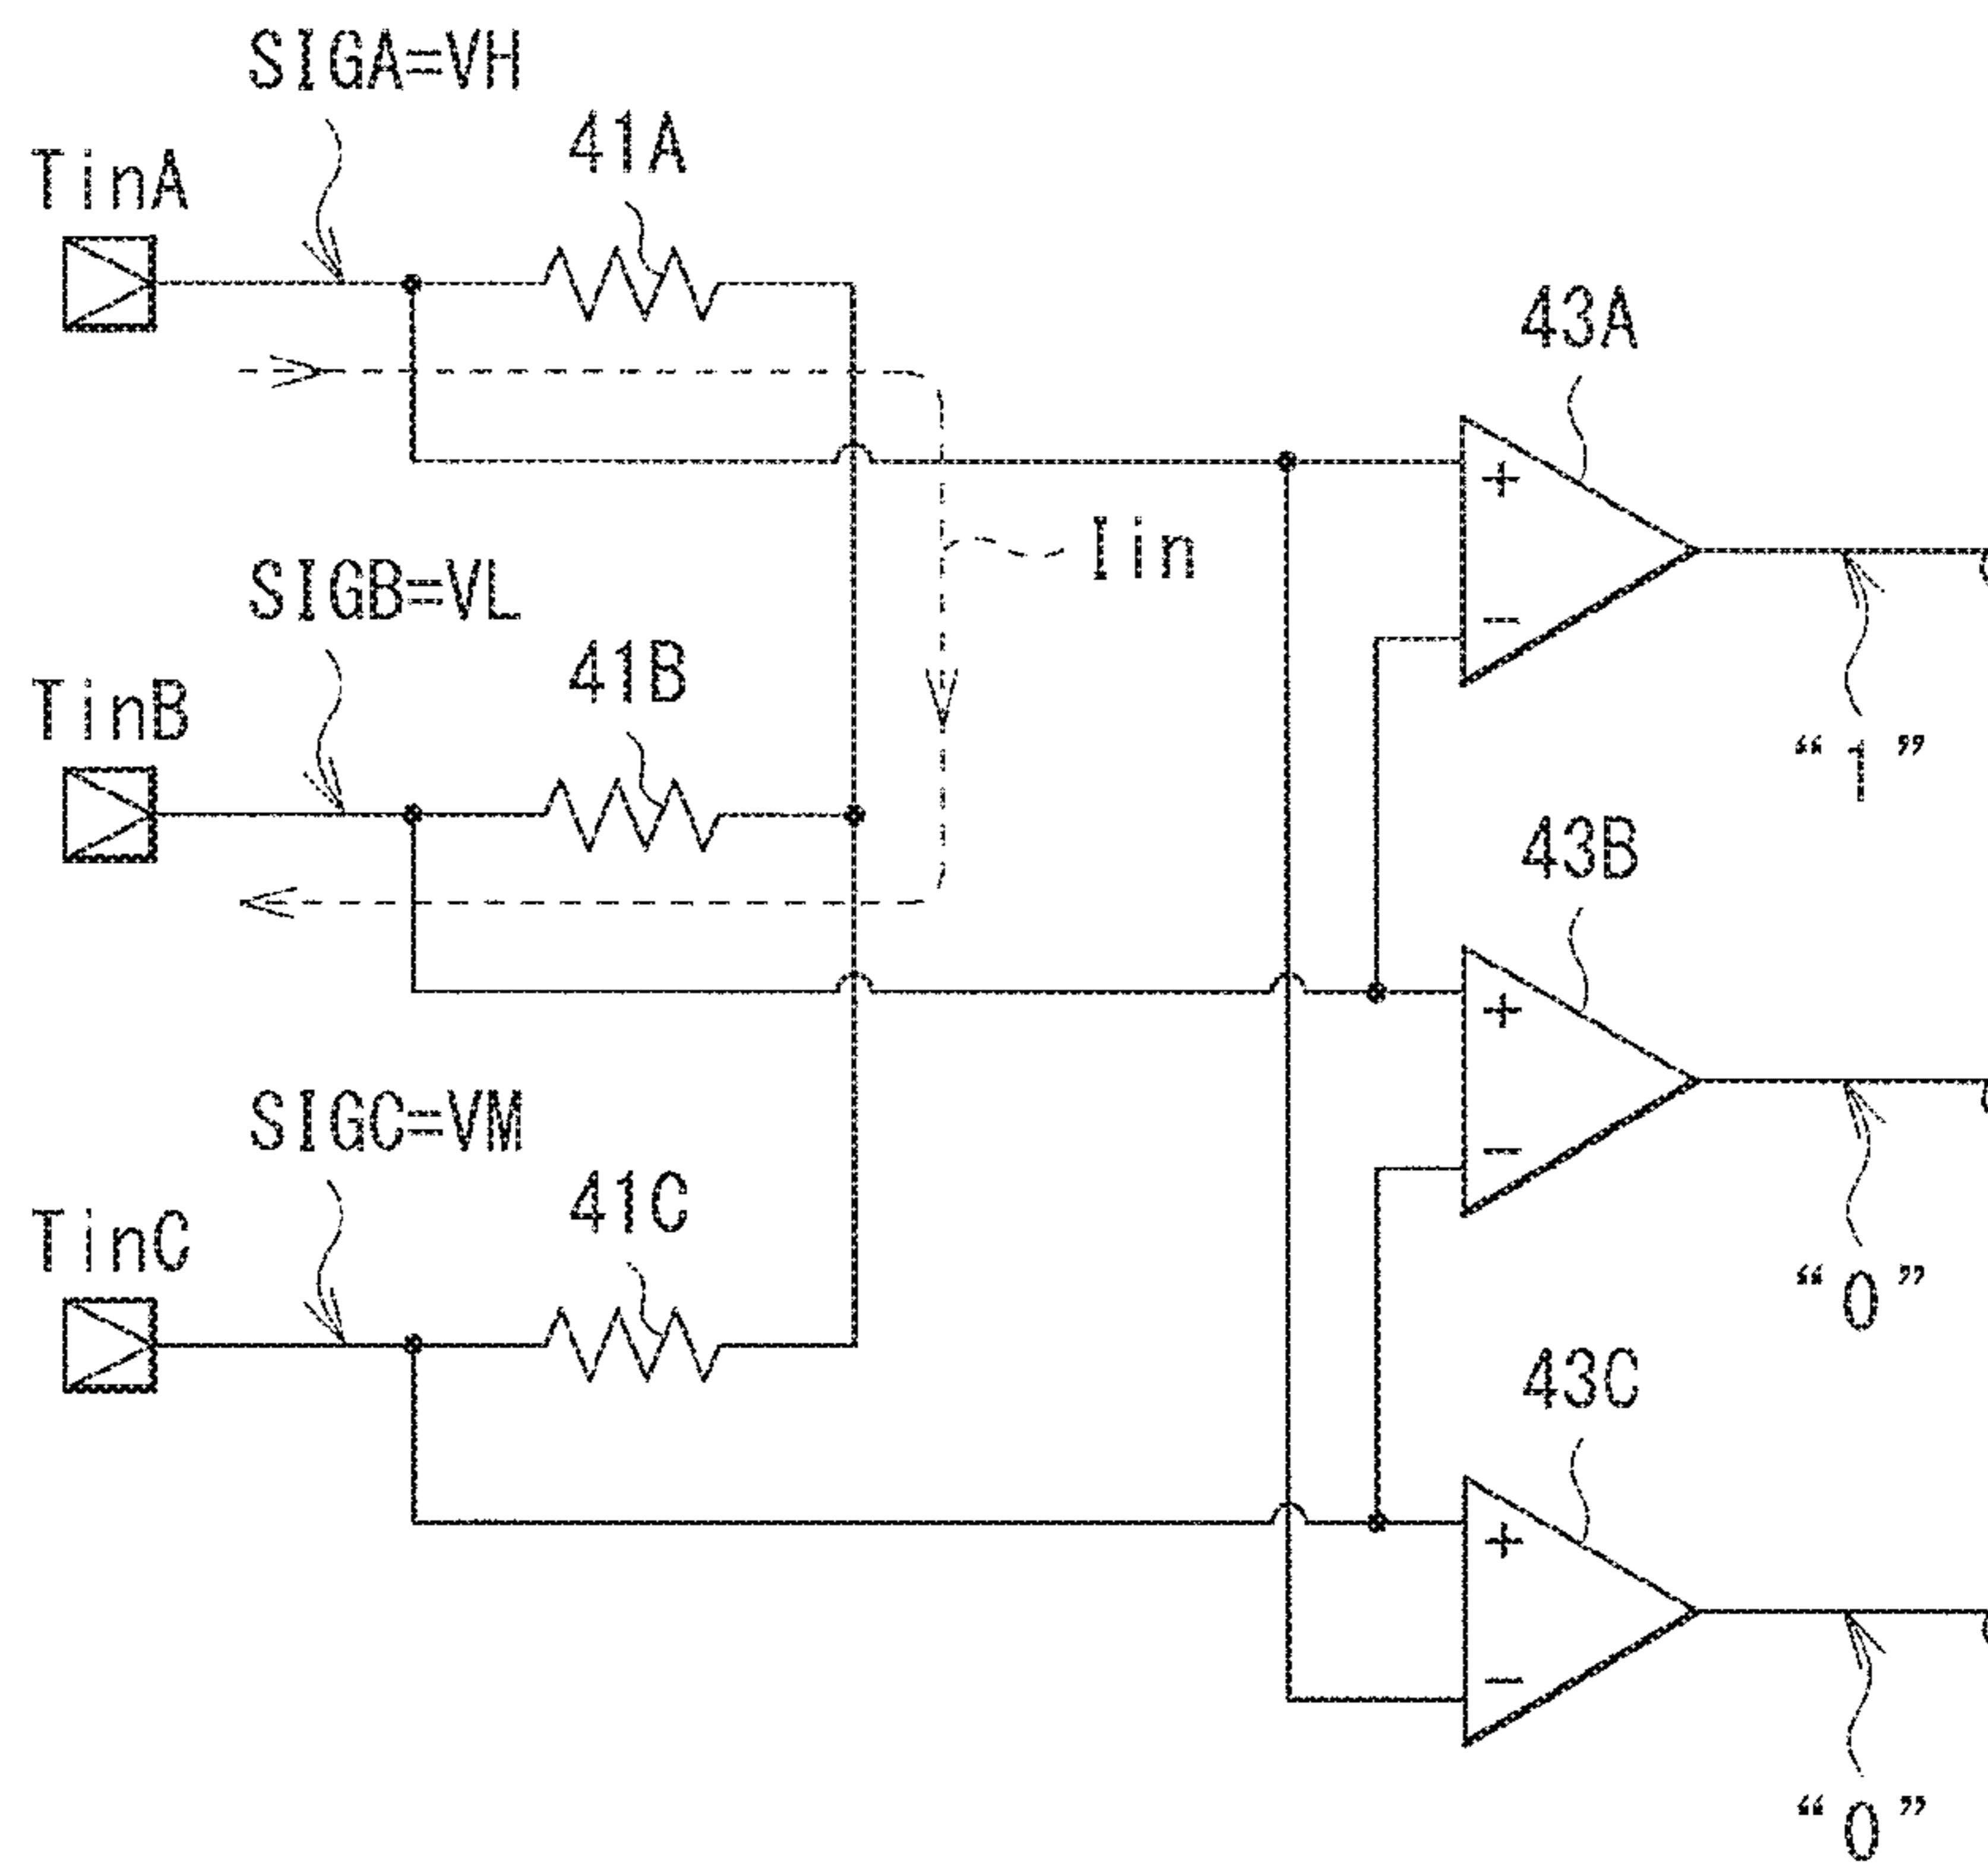 SIGA=VH
41A
TinA
43A
+
−
Iin
“1”
SIGB=VL
41B
TinB
43B
+
−
“0”
SIGC=VM
41C
TinC
43C
+
−
“0”